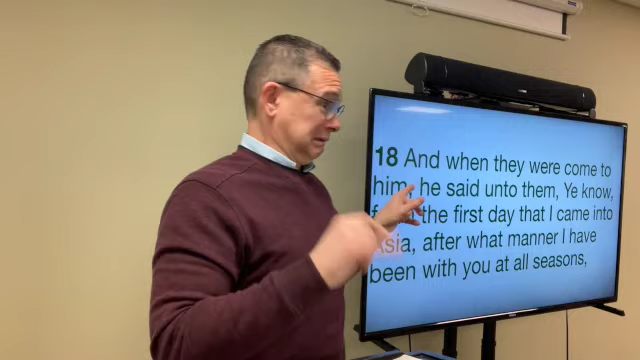 18 And when they were come to
him, he said unto them, Ye know,
the first day that I came into
Asia, after what manner I have
been with you at all seasons,